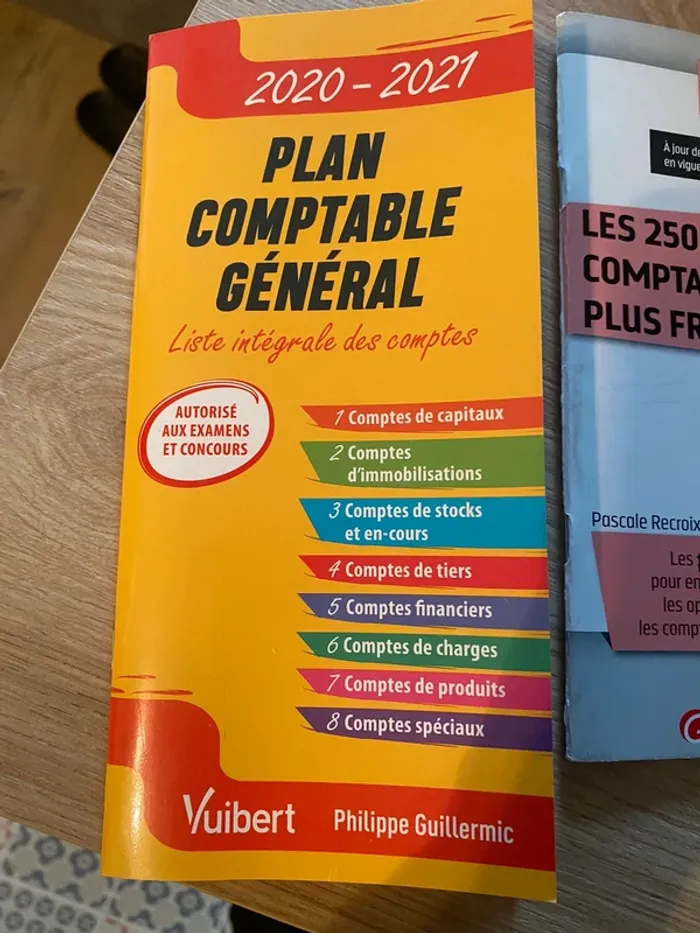 2020 – 2021
PLAN
COMPTABLE
GÉNÉRAL
Liste intégrale des comptes
AUTORISÉ
AUX EXAMENS
ET CONCOURS
1 Comptes de capitaux
2 Comptes
d'immobilisations
3 Comptes de stocks
et en-cours
4 Comptes de tiers
5 Comptes financiers
6 Comptes de charges
7 Comptes de produits
8 Comptes spéciaux
Vuibert
Philippe Guillermic
À jour de
en vigue
LES 250
COMPTA
PLUS FR
Pascale Recroix
Les
pour en
les op
les compt